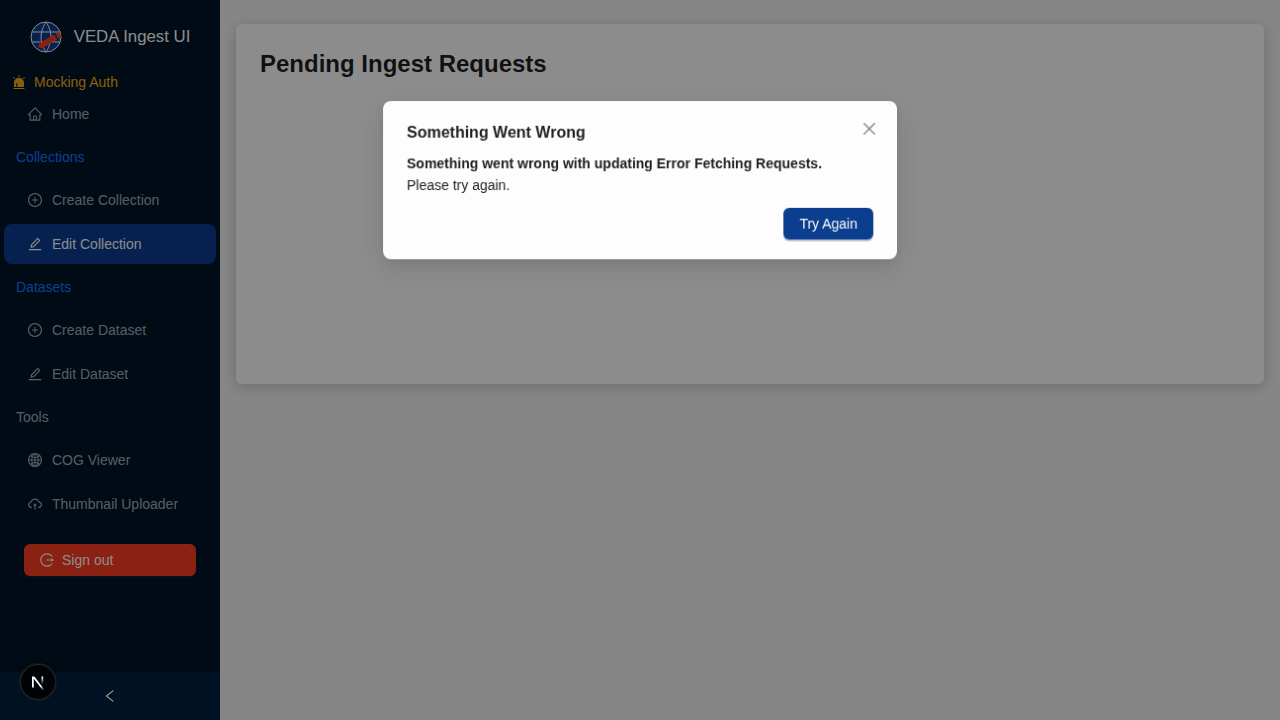 VEDA Ingest UI
Mocking Auth
Home
Collections
Create Collection
Edit Collection
Datasets
Create Dataset
Edit Dataset
Tools
COG Viewer
Thumbnail Uploader
Sign out
N
Pending Ingest Requests
Something Went Wrong
Something went wrong with updating Error Fetching Requests.
Please try again.
Try Again